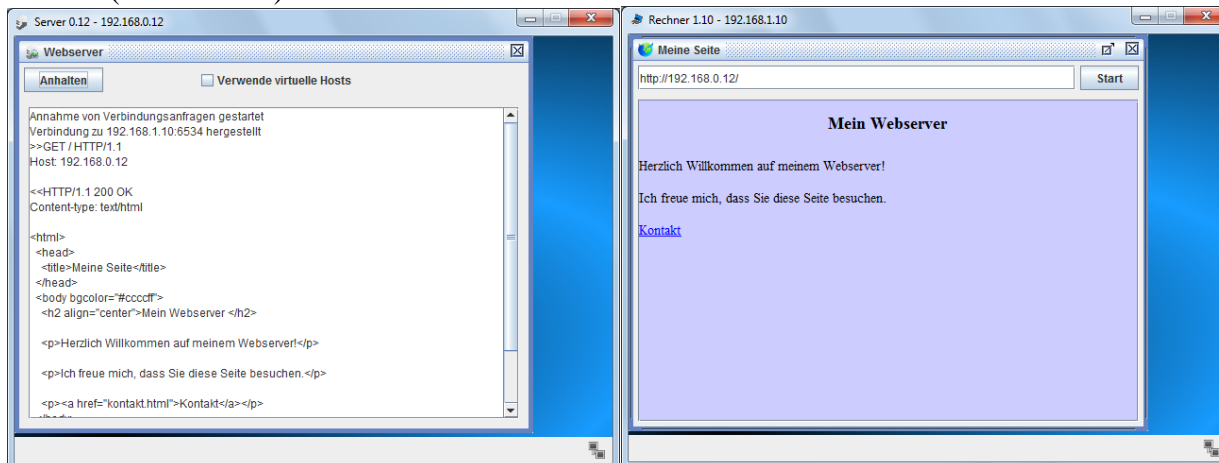 Server 0.12 - 192.168.0.12
Webserver
Anhalten
Verwende virtuelle Hosts
Annahme von Verbindungsanfragen gestartet
Verbindung zu 192.168.1.10:6534 hergestellt
>>GET / HTTP/1.1
Host: 192.168.0.12
<<HTTP/1.1 200 OK
Content-type: text/html
<html>
<head>
<title>Meine Seite</title>
</head>
<body bgcolor="#ccccff">
<h2 align="center">Mein Webserver </h2>
<p>Herzlich Willkommen auf meinem Webserver!</p>
<p>Ich freue mich, dass Sie diese Seite besuchen.</p>
<p><a href="kontakt.html">Kontakt</a></p>
Rechner 1.10 - 192.168.1.10
Meine Seite
http://192.168.0.12/
Start
Mein Webserver
Herzlich Willkommen auf meinem Webserver!
Ich freue mich, dass Sie diese Seite besuchen.
Kontakt